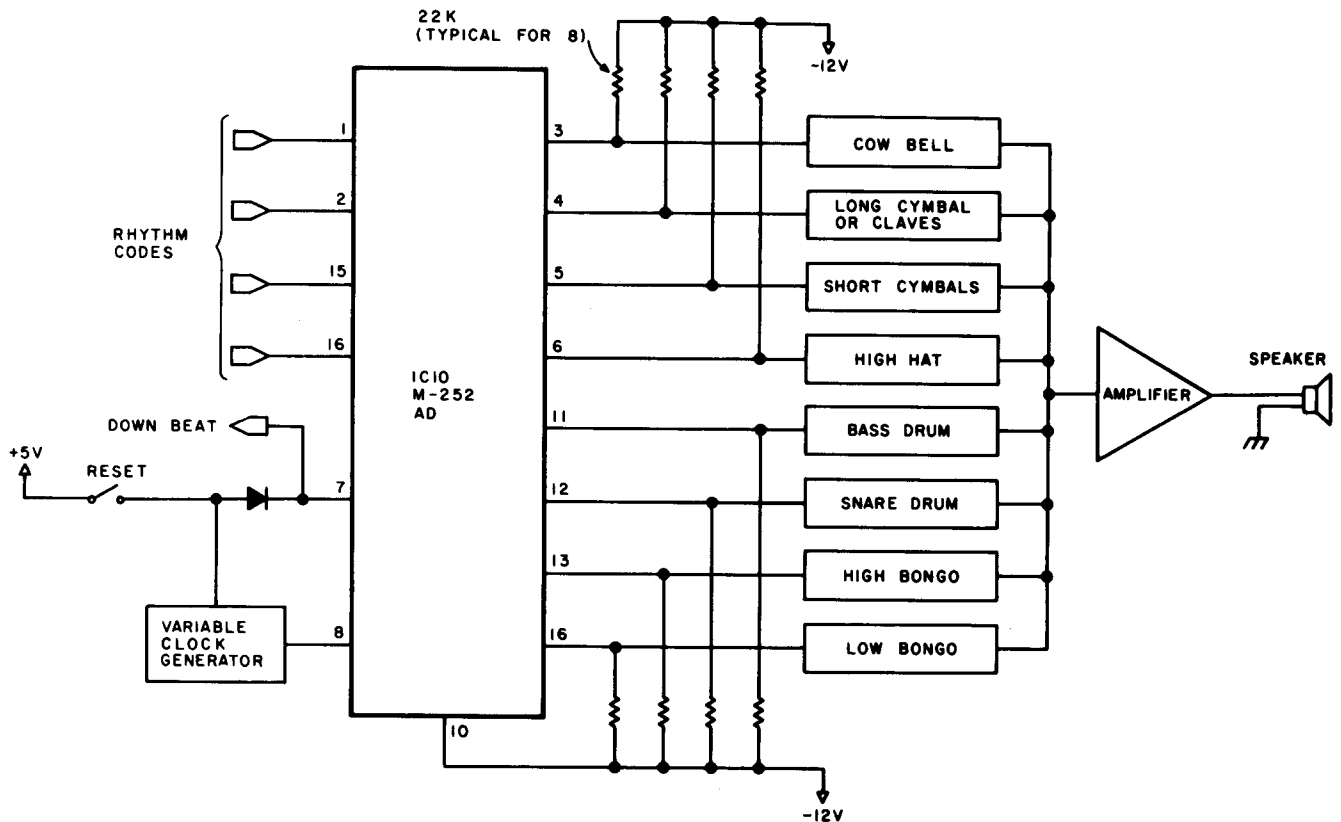 22K
(TYPICAL FOR 8)
-12V
1
3
COW BELL
2
4
LONG CYMBAL
OR CLAVES
RHYTHM
CODES
15
5
SHORT CYMBALS
16
6
HIGH HAT
IC10
M-252
AD
AMPLIFIER
SPEAKER
DOWN BEAT
11
BASS DRUM
+5V
RESET
7
12
SNARE DRUM
13
HIGH BONGO
VARIABLE
CLOCK
GENERATOR
8
16
LOW BONGO
10
-12V